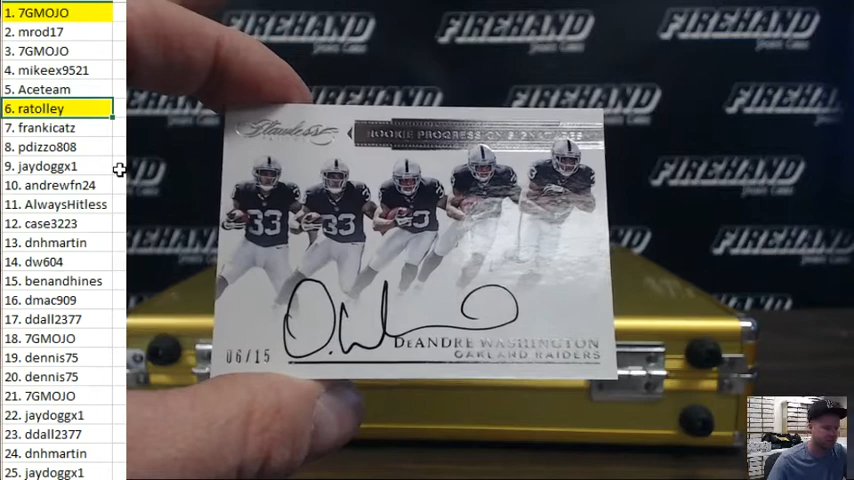 1. 7GMOJO
2. mrod17
3. 7GMOJO
4. mikeex9521
5. Aceteam
6. ratolley
7. frankicatz
8. pdizzo808
9. jaydoggx1
10. andrewfn24
11. AlwaysHitless
12. case3223
13. dnhmartin
14. dw604
15. benandhines
16. dmac909
17. ddall2377
18. 7GMOJO
19. dennis75
20. dennis75
21. 7GMOJO
22. jaydoggx1
23. ddall2377
24. dnhmartin
25. jaydoggx1
FIREHAND
FIREHAND
FIREHAND
FIREHAND
FIREHAND
Flawless
ROOKIE PROGRESSION SIGNATURES
33
33
06/15
DEANDRE WASHINGTON
OAKLAND RAIDERS